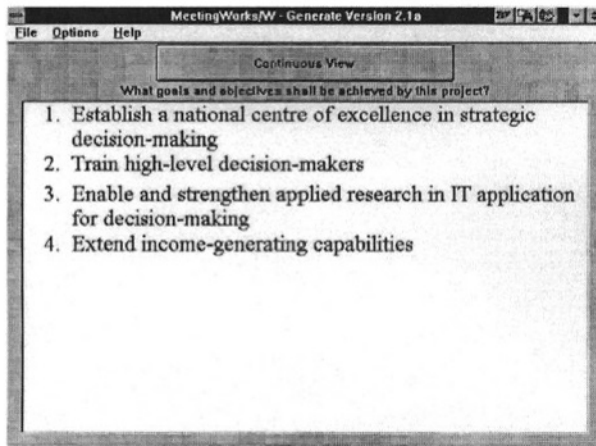 MeetingWorks/W - Generate Version 2.1a
File Options Help
Continuous View
What goals and objectives shall be achieved by this project?
1. Establish a national centre of excellence in strategic
decision-making
2. Train high-level decision-makers
3. Enable and strengthen applied research in IT application
for decision-making
4. Extend income-generating capabilities